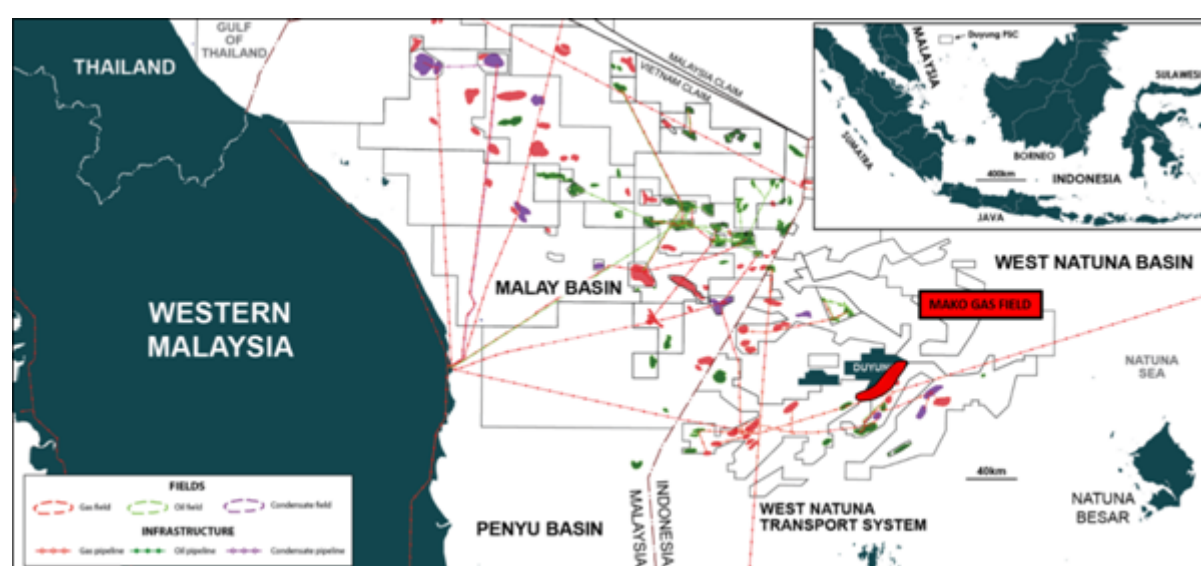 THAILAND
GULF
OF
THAILAND
MALAYSIA CLAIM
VIETNAM CLAIM
Duyung PSC
MALAYSIA
SULAWESI
SUMATRA
BORNEO
400km
INDONESIA
JAVA
MALAY BASIN
WEST NATUNA BASIN
MAKO GAS FIELD
WESTERN
MALAYSIA
DUYUNG
NATUNA
SEA
40km
FIELDS
Gas field
Oil field
Condensate field
INFRASTRUCTURE
Gas pipeline
Oil pipeline
Condensate pipeline
PENYU BASIN
MALAYSIA
INDONESIA
WEST NATUNA
TRANSPORT SYSTEM
NATUNA
BESAR